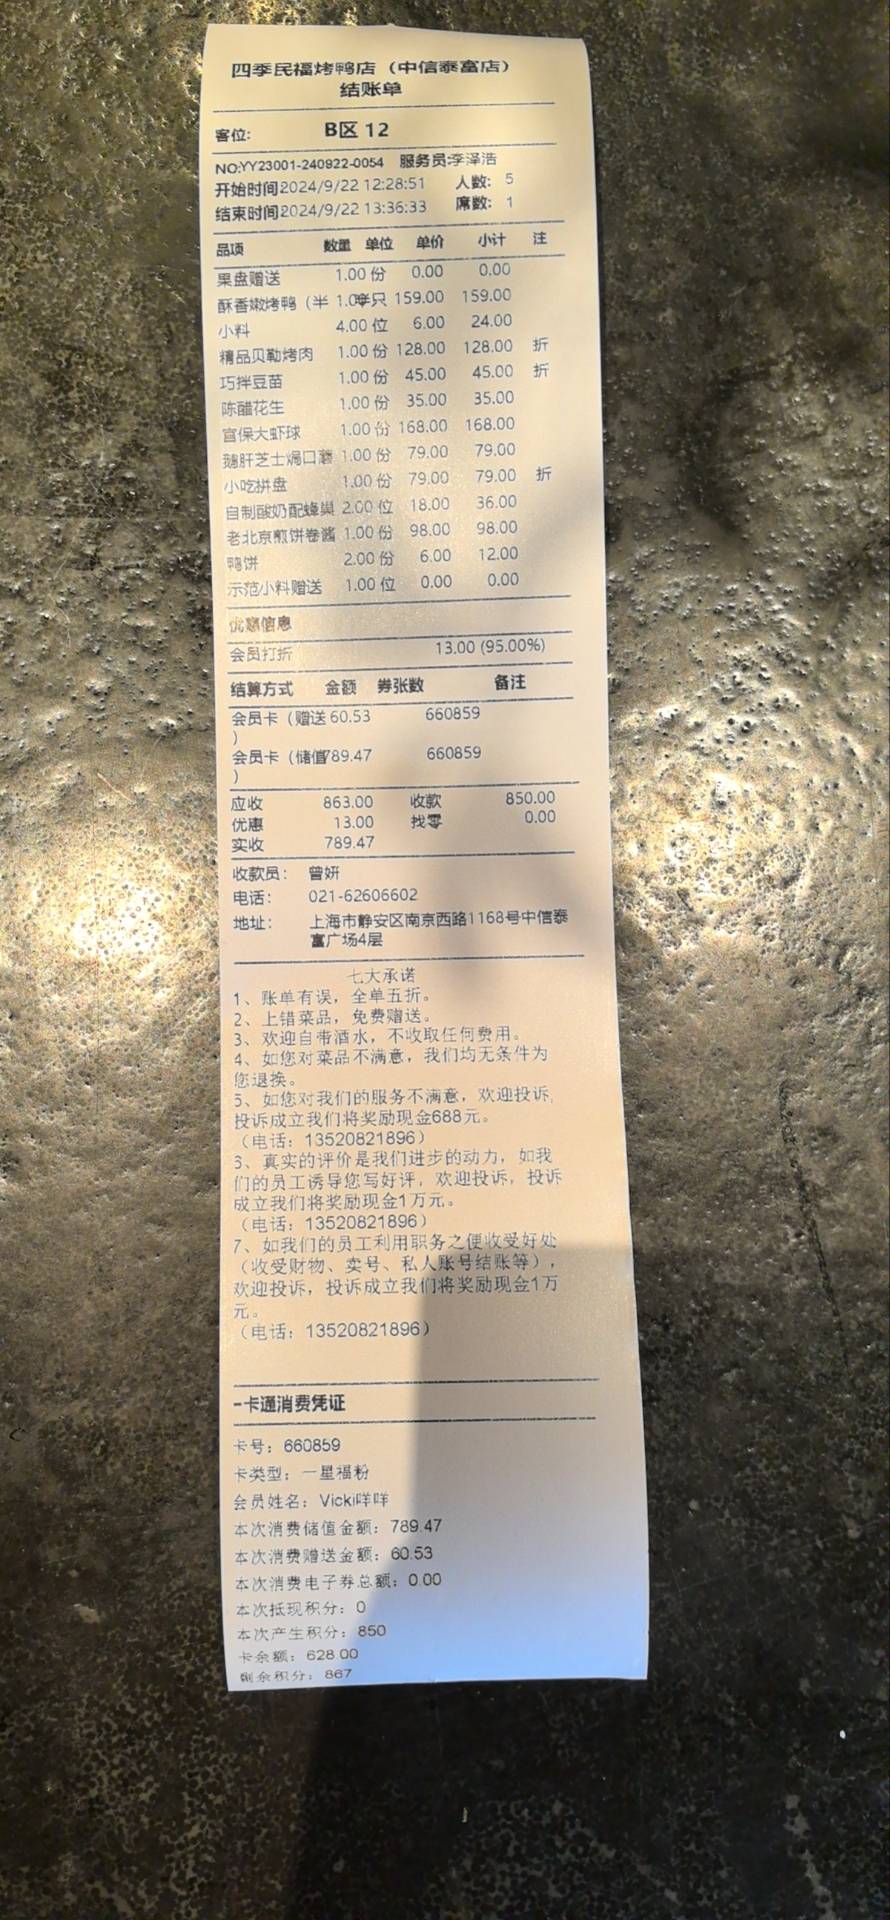 四季民福烤鸭店（中信泰富店）
结账单
客位: B区 12
NO:YY23001-240922-0054 服务员:李泽浩
开始时间2024/9/22 12:28:51 人数: 5
结束时间2024/9/22 13:36:33 席数: 1
品项 数量 单位 单价 小计 注
果盘赠送 1.00 份 0.00 0.00
酥香嫩烤鸭（半 1.0半只 159.00 159.00
小料 4.00 位 6.00 24.00
精品贝勒烤肉 1.00 份 128.00 128.00 折
巧拌豆苗 1.00 份 45.00 45.00 折
陈醋花生 1.00 份 35.00 35.00
宫保大虾球 1.00 份 168.00 168.00
鹅肝芝士焗口蘑 1.00 份 79.00 79.00
小吃拼盘 1.00 份 79.00 79.00 折
自制酸奶配蜂巢 2.00 位 18.00 36.00
老北京煎饼卷酱 1.00 份 98.00 98.00
鸭饼 2.00 份 6.00 12.00
示范小料赠送 1.00 位 0.00 0.00
优惠信息
会员打折 13.00 (95.00%)
结算方式 金额 券张数 备注
会员卡（赠送 60.53 660859
）
会员卡（储值789.47 660859
）
应收 863.00 收款 850.00
优惠 13.00 找零 0.00
实收 789.47
收款员: 曾妍
电话: 021-62606602
地址: 上海市静安区南京西路1168号中信泰
富广场4层
七大承诺
1、账单有误，全单五折。
2、上错菜品，免费赠送。
3、欢迎自带酒水，不收取任何费用。
4、如您对菜品不满意，我们均无条件为
您退换。
5、如您对我们的服务不满意，欢迎投诉，
投诉成立我们将奖励现金688元。
（电话：13520821896）
6、真实的评价是我们进步的动力，如我
们的员工诱导您写好评，欢迎投诉，投诉
成立我们将奖励现金1万元。
（电话：13520821896）
7、如我们的员工利用职务之便收受好处
（收受财物、卖号、私人账号结账等），
欢迎投诉，投诉成立我们将奖励现金1万
元。
（电话：13520821896）
一卡通消费凭证
卡号：660859
卡类型：一星福粉
会员姓名：Vicki咩咩
本次消费储值金额：789.47
本次消费赠送金额：60.53
本次消费电子券总额：0.00
本次抵现积分：0
本次产生积分：850
卡余额：628.00
剩余积分：867